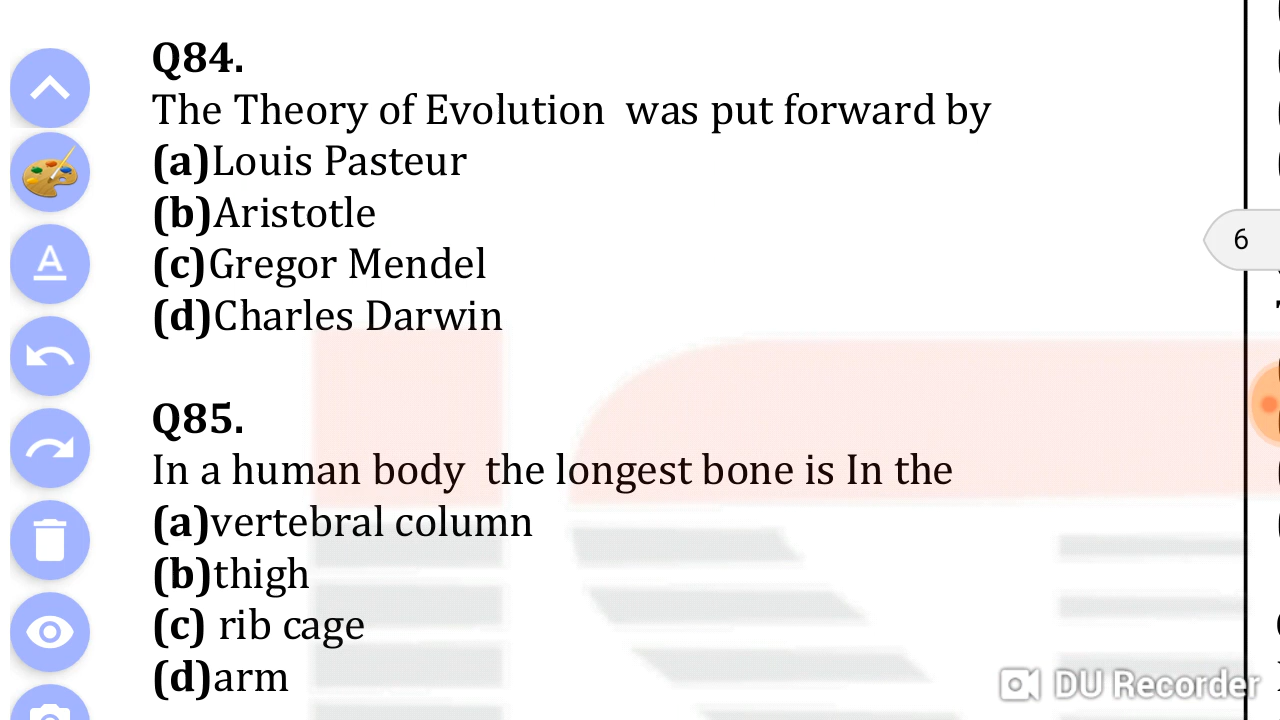 Q84.
The Theory of Evolution  was put forward by
(a)Louis Pasteur
(b)Aristotle
(c)Gregor Mendel
(d)Charles Darwin
6
Q85.
In a human body  the longest bone is In the
(a)vertebral column
(b)thigh
(c) rib cage
(d)arm
A
DU Recorder